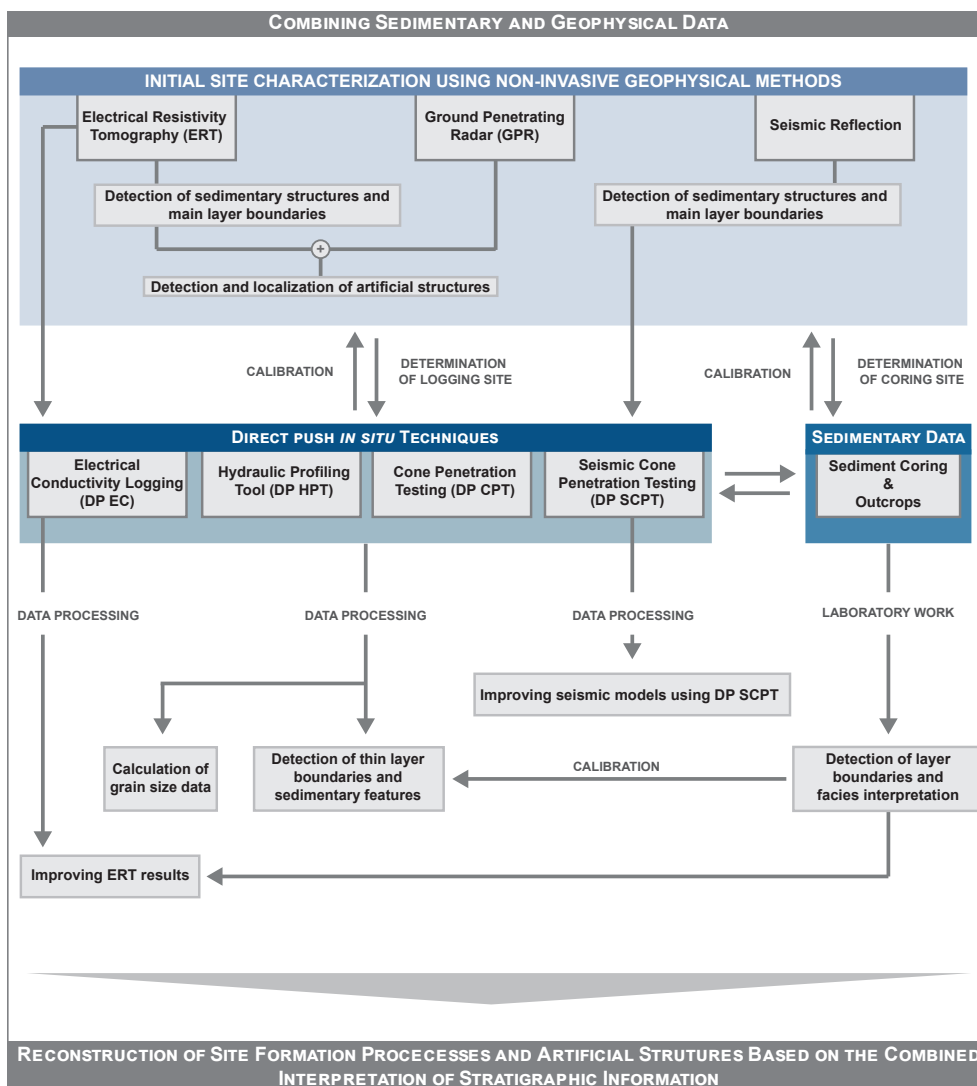 COMBINING SEDIMENTARY AND GEOPHYSICAL DATA
INITIAL SITE CHARACTERIZATION USING NON-INVASIVE GEOPHYSICAL METHODS
Electrical Resistivity
Tomography (ERT)
Ground Penetrating
Radar (GPR)
Seismic Reflection
Detection of sedimentary structures and
main layer boundaries
Detection of sedimentary structures and
main layer boundaries
+
Detection and localization of artificial structures
CALIBRATION
DETERMINATION
OF LOGGING SITE
CALIBRATION
DETERMINATION
OF CORING SITE
DIRECT PUSH IN SITU TECHNIQUES
Electrical
Conductivity Logging
(DP EC)
Hydraulic Profiling
Tool (DP HPT)
Cone Penetration
Testing (DP CPT)
Seismic Cone
Penetration Testing
(DP SCPT)
SEDIMENTARY DATA
Sediment Coring
&
Outcrops
DATA PROCESSING
DATA PROCESSING
DATA PROCESSING
LABORATORY WORK
Improving seismic models using DP SCPT
Calculation of
grain size data
Detection of thin layer
boundaries and
sedimentary features
CALIBRATION
Detection of layer
boundaries and
facies interpretation
Improving ERT results
RECONSTRUCTION OF SITE FORMATION PROCECESSES AND ARTIFICIAL STRUTURES BASED ON THE COMBINED
INTERPRETATION OF STRATIGRAPHIC INFORMATION